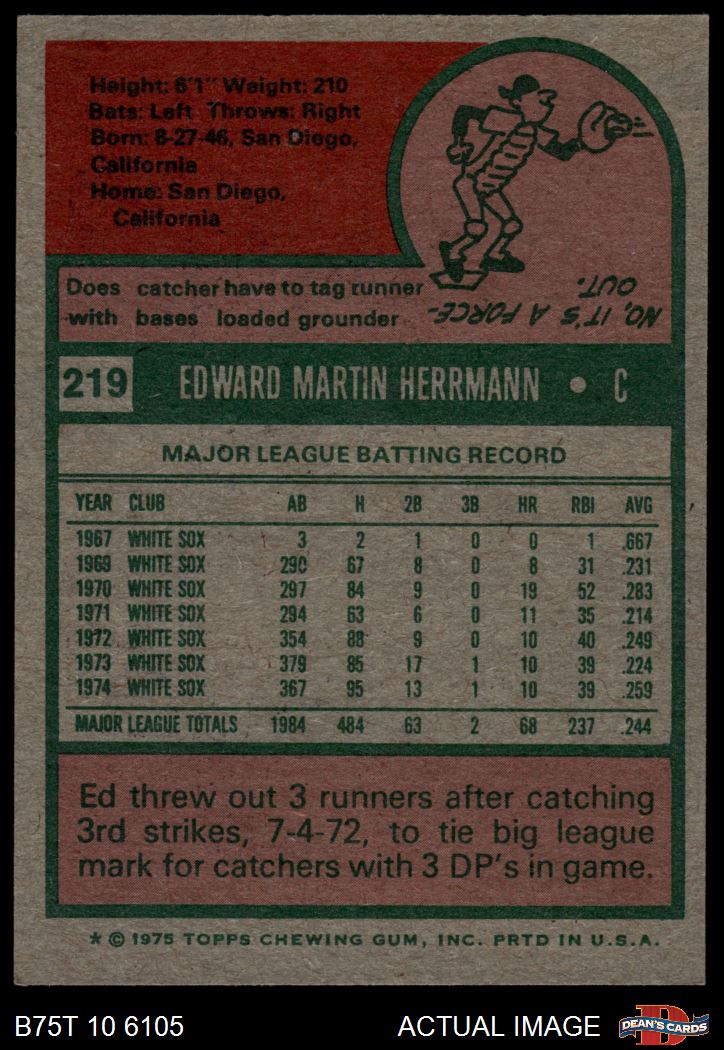 Height: 6'1" Weight: 210
Bats: Left Throws: Right
Born: 8-27-46, San Diego,
California
Home: San Diego,
California
Does catcher have to tag runner
with bases loaded grounder
NO, IT'S A FORCE-
OUT.
219 EDWARD MARTIN HERRMANN • C
MAJOR LEAGUE BATTING RECORD
YEAR CLUB AB H 2B 3B HR RBI AVG
1967 WHITE SOX 3 2 1 0 0 1 .667
1969 WHITE SOX 290 67 8 0 8 31 .231
1970 WHITE SOX 297 84 9 0 19 52 .283
1971 WHITE SOX 294 63 6 0 11 35 .214
1972 WHITE SOX 354 88 9 0 10 40 .249
1973 WHITE SOX 379 85 17 1 10 39 .224
1974 WHITE SOX 367 95 13 1 10 39 .259
MAJOR LEAGUE TOTALS 1984 484 63 2 68 237 .244
Ed threw out 3 runners after catching
3rd strikes, 7-4-72, to tie big league
mark for catchers with 3 DP's in game.
* © 1975 TOPPS CHEWING GUM, INC. PRTD IN U.S.A.
B75T 10 6105 ACTUAL IMAGE D DEAN'S CARDS